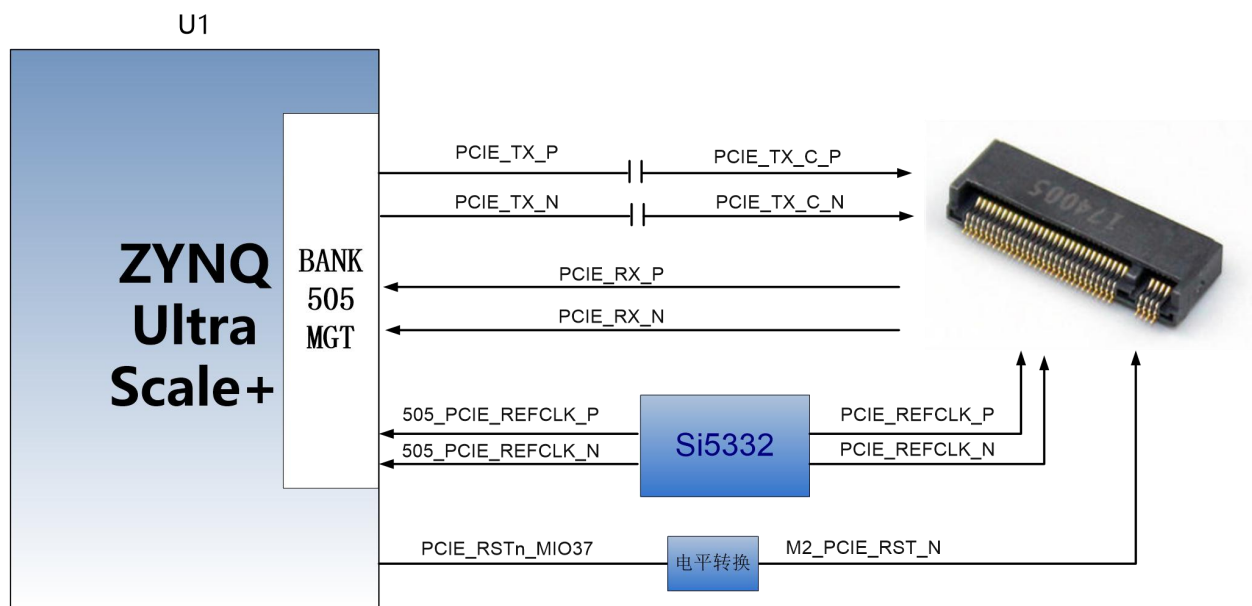 U1
ZYNQ
Ultra
Scale+
BANK
505
MGT
PCIE_TX_P
PCIE_TX_C_P
PCIE_TX_N
PCIE_TX_C_N
PCIE_RX_P
PCIE_RX_N
174005
505_PCIE_REFCLK_P
505_PCIE_REFCLK_N
Si5332
PCIE_REFCLK_P
PCIE_REFCLK_N
PCIE_RSTn_MIO37
电平转换
M2_PCIE_RST_N